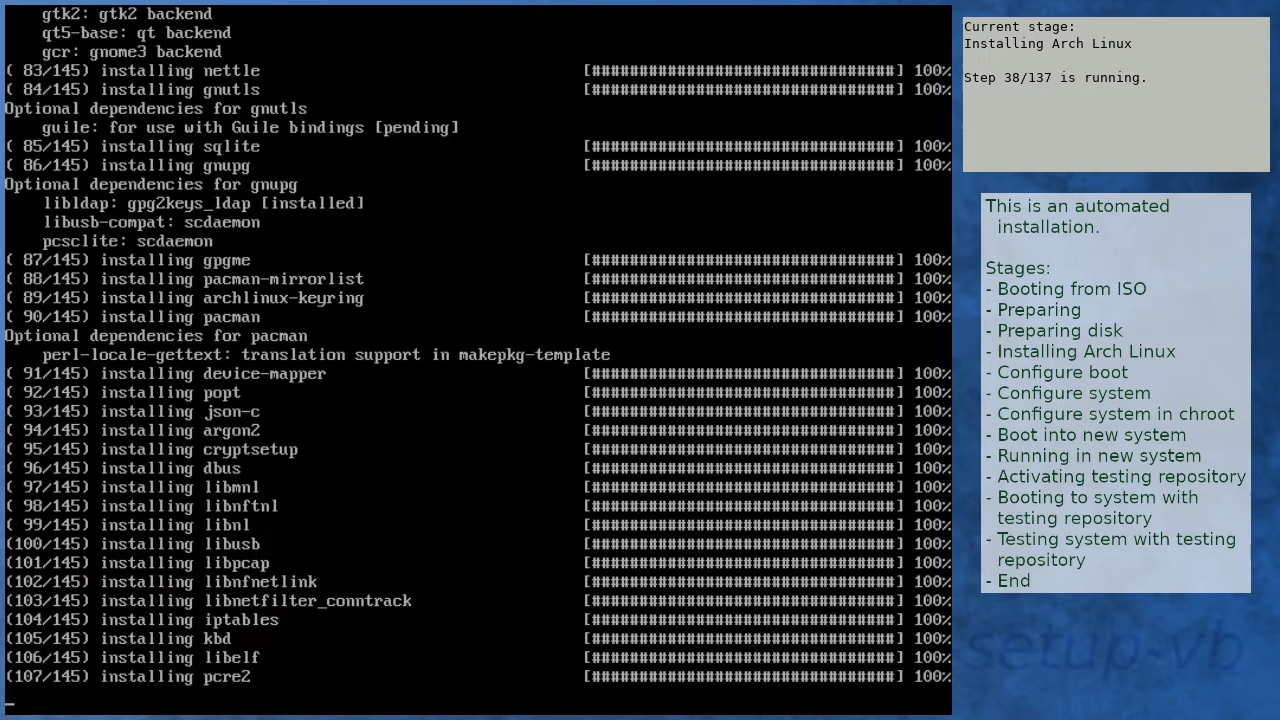 gtk2: gtk2 backend
qt5-base: qt backend
gcr: gnome3 backend
( 83/145) installing nettle [################################] 100%
( 84/145) installing gnutls [################################] 100%
Optional dependencies for gnutls
guile: for use with Guile bindings [pending]
( 85/145) installing sqlite [################################] 100%
( 86/145) installing gnupg [################################] 100%
Optional dependencies for gnupg
libldap: gpg2keys_ldap [installed]
libusb-compat: scdaemon
pcsclite: scdaemon
( 87/145) installing gpgme [################################] 100%
( 88/145) installing pacman-mirrorlist [################################] 100%
( 89/145) installing archlinux-keyring [################################] 100%
( 90/145) installing pacman [################################] 100%
Optional dependencies for pacman
perl-locale-gettext: translation support in makepkg-template
( 91/145) installing device-mapper [################################] 100%
( 92/145) installing popt [################################] 100%
( 93/145) installing json-c [################################] 100%
( 94/145) installing argon2 [################################] 100%
( 95/145) installing cryptsetup [################################] 100%
( 96/145) installing dbus [################################] 100%
( 97/145) installing libmnl [################################] 100%
( 98/145) installing libnftnl [################################] 100%
( 99/145) installing libnl [################################] 100%
(100/145) installing libusb [################################] 100%
(101/145) installing libpcap [################################] 100%
(102/145) installing libnfnetlink [################################] 100%
(103/145) installing libnetfilter_conntrack [################################] 100%
(104/145) installing iptables [################################] 100%
(105/145) installing kbd [################################] 100%
(106/145) installing libelf [################################] 100%
(107/145) installing pcre2 [################################] 100%
Current stage:
Installing Arch Linux
Step 38/137 is running.
This is an automated
installation.
Stages:
- Booting from ISO
- Preparing
- Preparing disk
- Installing Arch Linux
- Configure boot
- Configure system
- Configure system in chroot
- Boot into new system
- Running in new system
- Activating testing repository
- Booting to system with
testing repository
- Testing system with testing
repository
- End
setup-vb